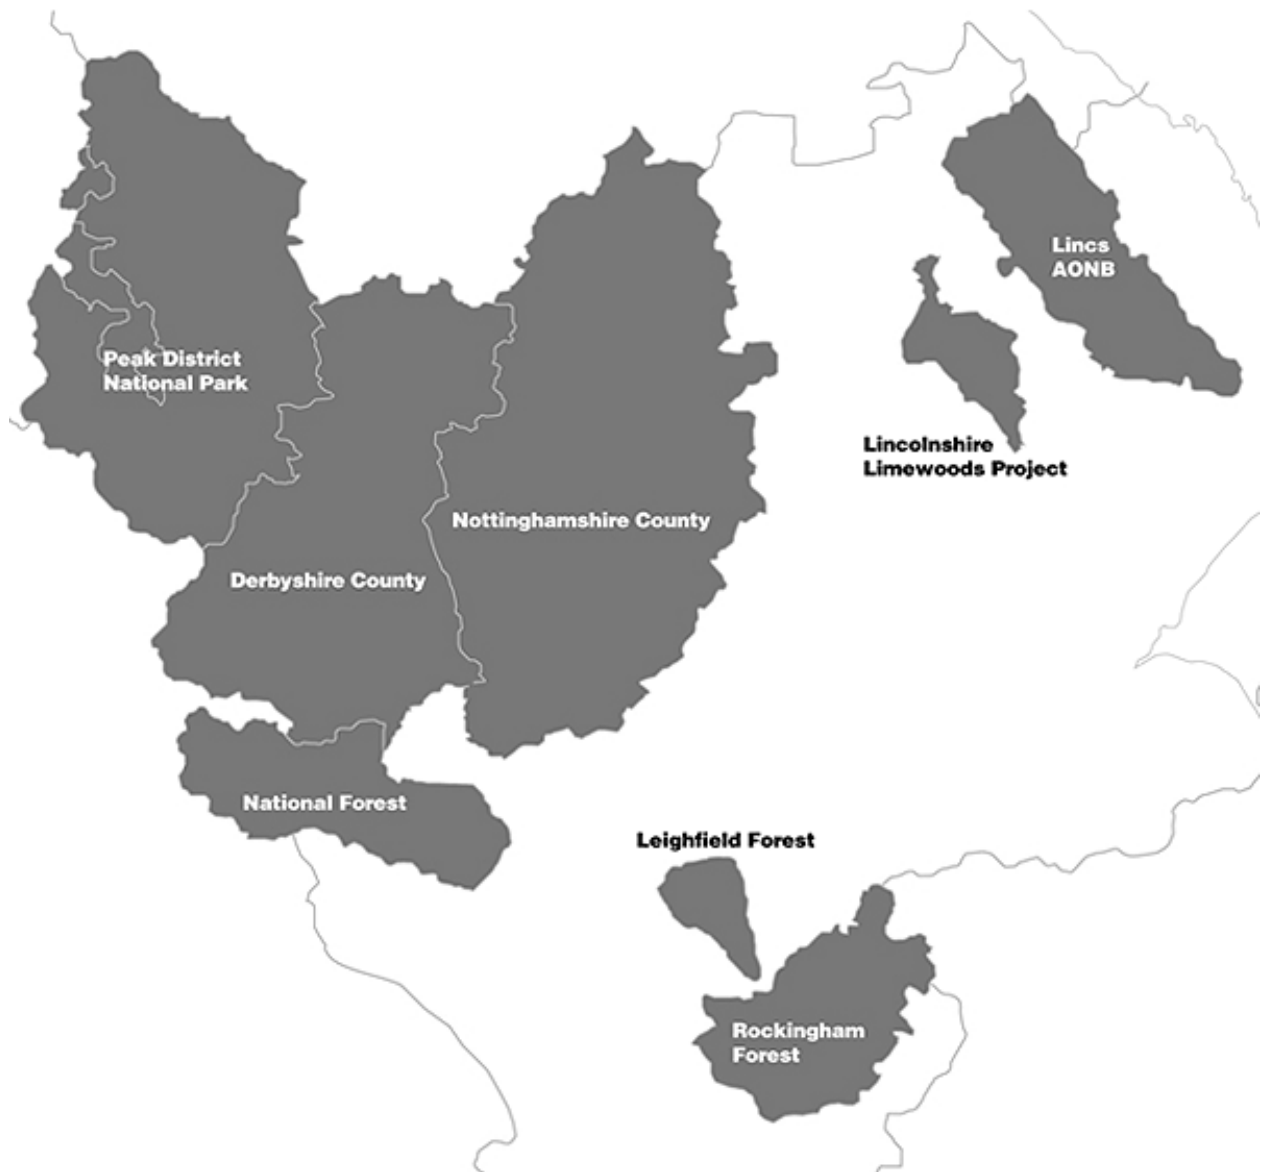 Lincs
AONB
Peak District
National Park
Lincolnshire
Limewoods Project
Nottinghamshire County
Derbyshire County
National Forest
Leighfield Forest
Rockingham
Forest